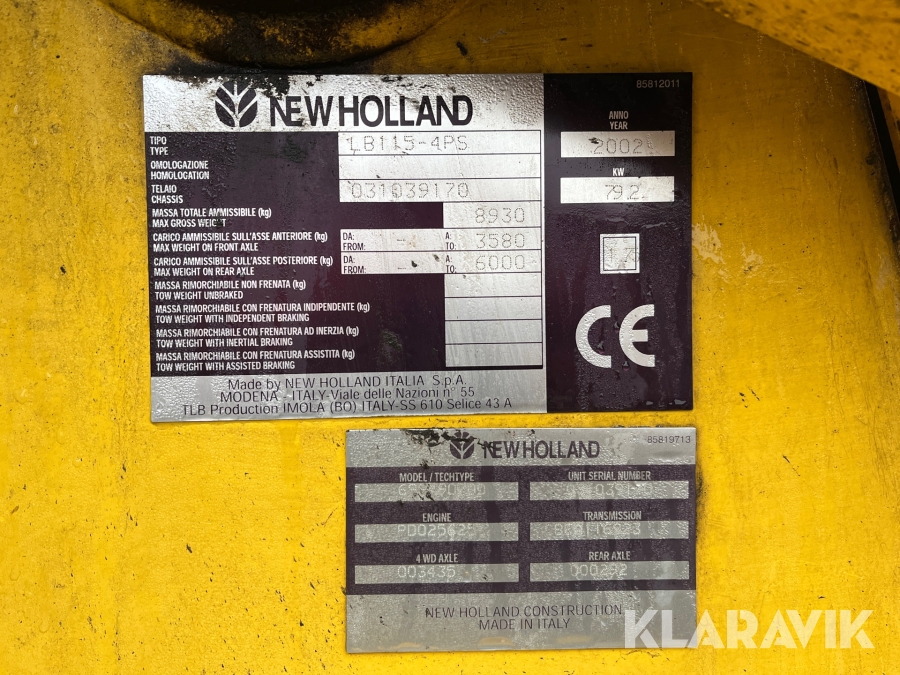 85812011
NEW HOLLAND
ANNO
YEAR
TIPO
TYPE
LB115-4PS
2002
OMOLOGAZIONE
HOMOLOGATION
KW
TELAIO
CHASSIS
031039170
79.2
MASSA TOTALE AMMISSIBILE (kg)
MAX GROSS WEIGHT
8930
CARICO AMMISSIBILE SULL'ASSE ANTERIORE (kg)
MAX WEIGHT ON FRONT AXLE
DA:
FROM:
-
A:
TO:
3580
17
CARICO AMMISSIBILE SULL'ASSE POSTERIORE (kg)
MAX WEIGHT ON REAR AXLE
DA:
FROM:
-
A:
TO:
6000
MASSA RIMORCHIABILE NON FRENATA (kg)
TOW WEIGHT UNBRAKED
MASSA RIMORCHIABILE CON FRENATURA INDIPENDENTE (kg)
TOW WEIGHT WITH INDEPENDENT BRAKING
MASSA RIMORCHIABILE CON FRENATURA AD INERZIA (kg)
TOW WEIGHT WITH INERTIAL BRAKING
MASSA RIMORCHIABILE CON FRENATURA ASSISTITA (kg)
TOW WEIGHT WITH ASSISTED BRAKING
CE
Made by NEW HOLLAND ITALIA S.p.A.
MODENA - ITALY-Viale delle Nazioni n° 55
TLB Production IMOLA (BO) ITALY-SS 610 Selice 43 A
85819713
NEW HOLLAND
MODEL / TECHTYPE
UNIT SERIAL NUMBER
ENGINE
TRANSMISSION
4 WD AXLE
REAR AXLE
003435
000292
NEW HOLLAND CONSTRUCTION
MADE IN ITALY
KLARAVIK